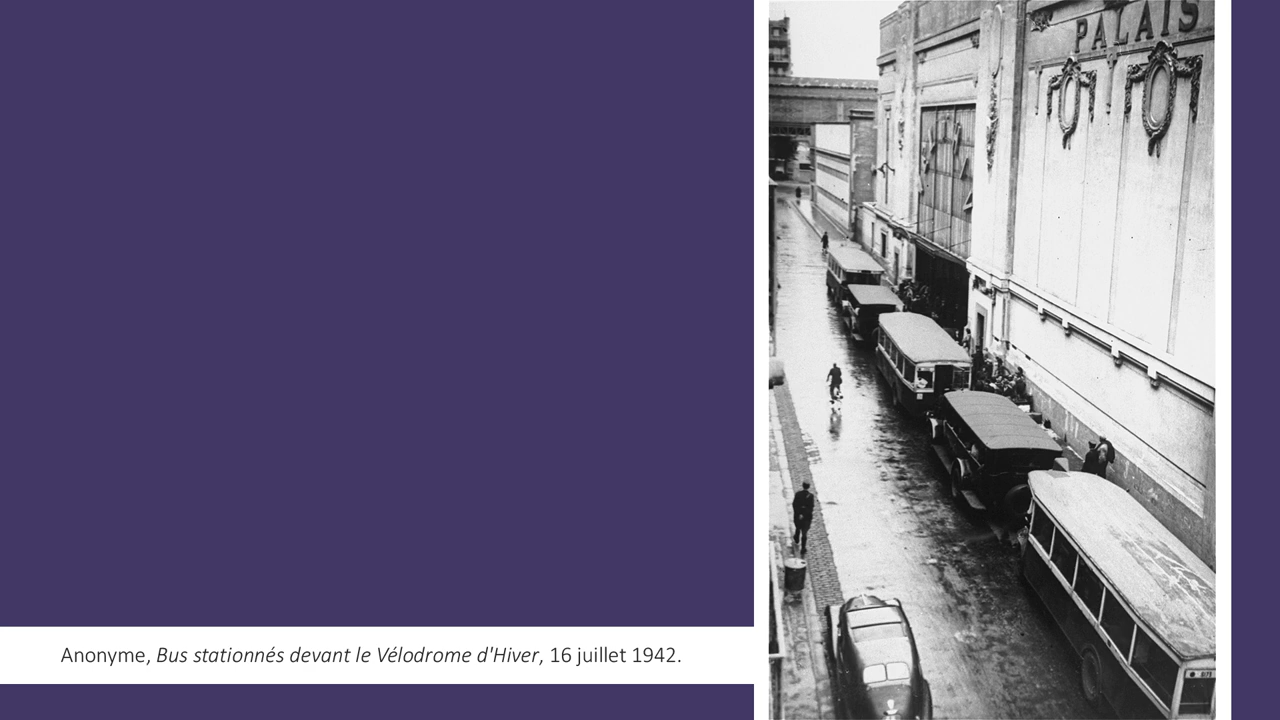 PALAIS
Anonyme, Bus stationnés devant le Vélodrome d'Hiver, 16 juillet 1942.